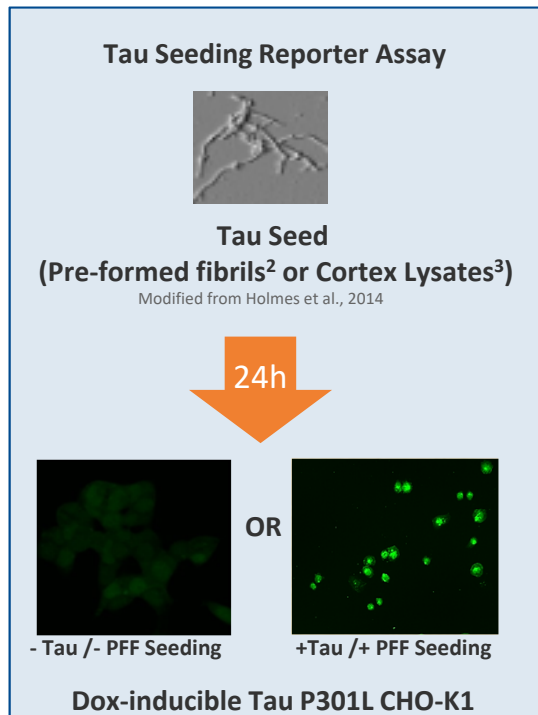 Tau Seeding Reporter Assay
Tau Seed
(Pre-formed fibrils² or Cortex Lysates³)
Modified from Holmes et al., 2014
24h
OR
- Tau /- PFF Seeding
+Tau /+ PFF Seeding
Dox-inducible Tau P301L CHO-K1